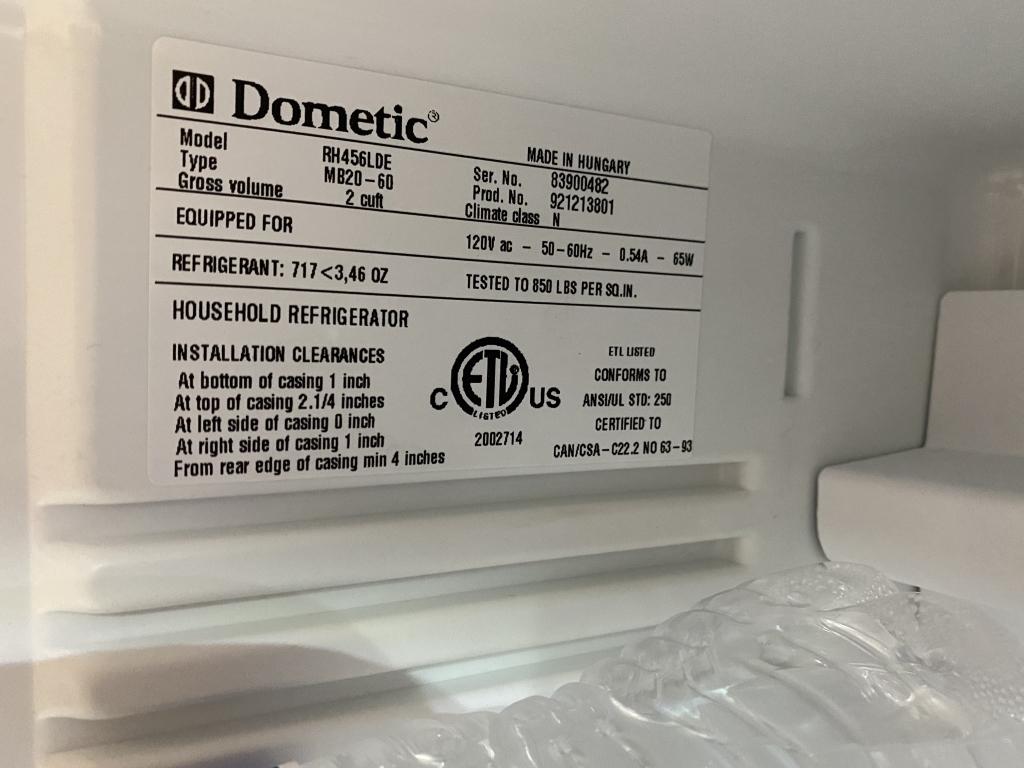 Dometic®
MADE IN HUNGARY
Model RH456LDE Ser. No. 83900482
Type MB20-60 Prod. No. 921213801
Gross volume 2 cuft Climate class N
EQUIPPED FOR 120V ac - 50-60Hz - 0.54A - 65W
REFRIGERANT: 717<3,46 OZ TESTED TO 850 LBS PER SQ.IN.
HOUSEHOLD REFRIGERATOR
INSTALLATION CLEARANCES
At bottom of casing 1 inch
At top of casing 2.1/4 inches
At left side of casing 0 inch
At right side of casing 1 inch
From rear edge of casing min 4 inches
C ETL US
LISTED
2002714
ETL LISTED
CONFORMS TO
ANSI/UL STD: 250
CERTIFIED TO
CAN/CSA-C22.2 NO 63-93